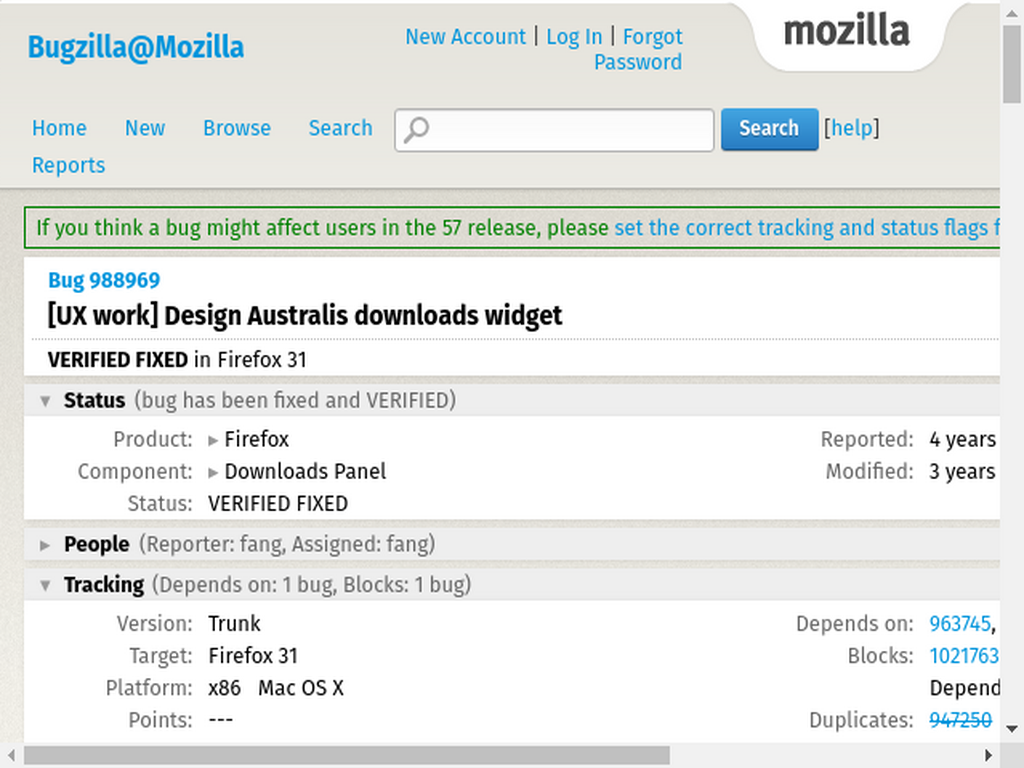 Bugzilla@Mozilla
New Account | Log In | Forgot
Password
mozilla
Home New Browse Search
Search [help]
Reports
If you think a bug might affect users in the 57 release, please set the correct tracking and status flags f
Bug 988969
[UX work] Design Australis downloads widget
VERIFIED FIXED in Firefox 31
Status (bug has been fixed and VERIFIED)
Product: Firefox Reported: 4 years
Component: Downloads Panel Modified: 3 years
Status: VERIFIED FIXED
People (Reporter: fang, Assigned: fang)
Tracking (Depends on: 1 bug, Blocks: 1 bug)
Version: Trunk Depends on: 963745,
Target: Firefox 31 Blocks: 1021763
Platform: x86 Mac OS X Depend
Points: --- Duplicates: 947250